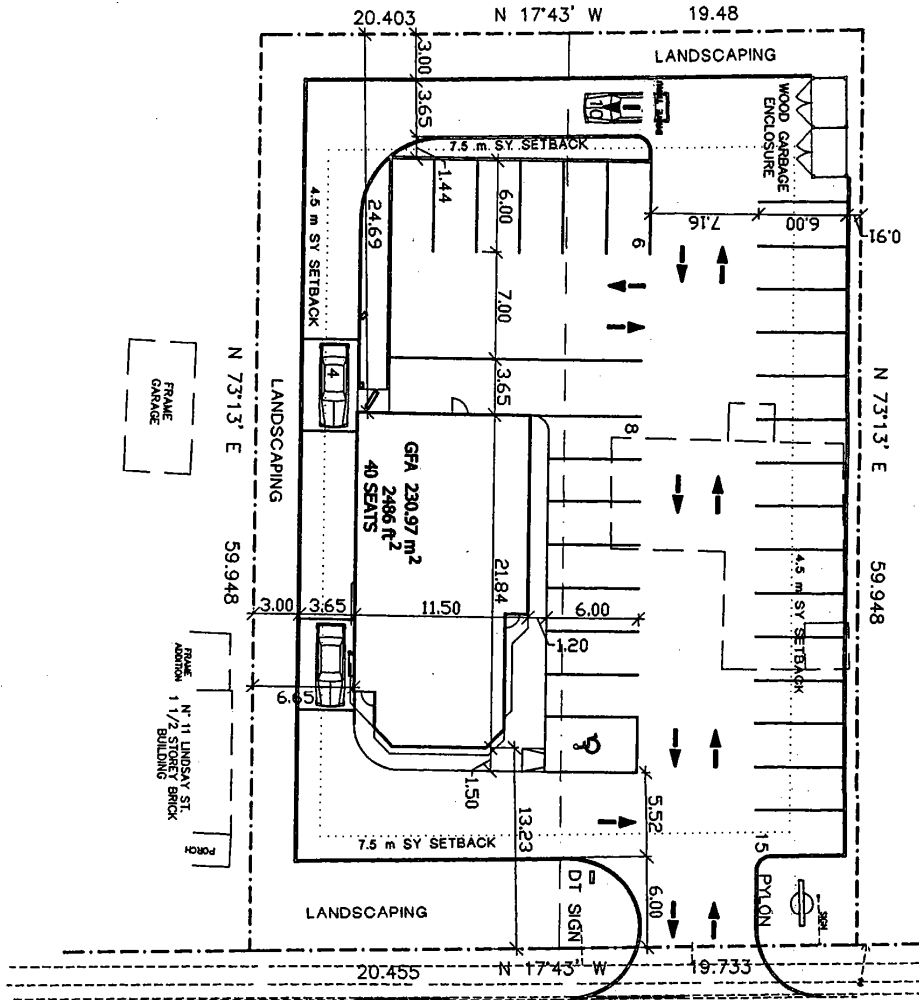 20.403
N 17°43' W
19.48
LANDSCAPING
3.00
3.65
10
WOOD GARBAGE
ENCLOSURE
7.5 m SY SETBACK
1.44
6.00
24.69
4.5 m SY SETBACK
6
7.16
6.00
0.91
7.00
3.65
4
N 73°13' E
FRAME
GARAGE
LANDSCAPING
N 73°13' E
8
GFA 230.97 m²
2486 ft²
40 SEATS
21.84
59.948
59.948
4.5 m SY SETBACK
3.00
3.65
11.50
6.00
1.20
FRAME
ADDITION
6.65
N° 11 LINDSAY ST.
1 1/2 STOREY BRICK
BUILDING
PORCH
1.50
13.23
5.52
7.5 m SY SETBACK
15
6.00
DT SIGN
PYLON
SIGN
LANDSCAPING
20.455
N 17°43' W
19.733